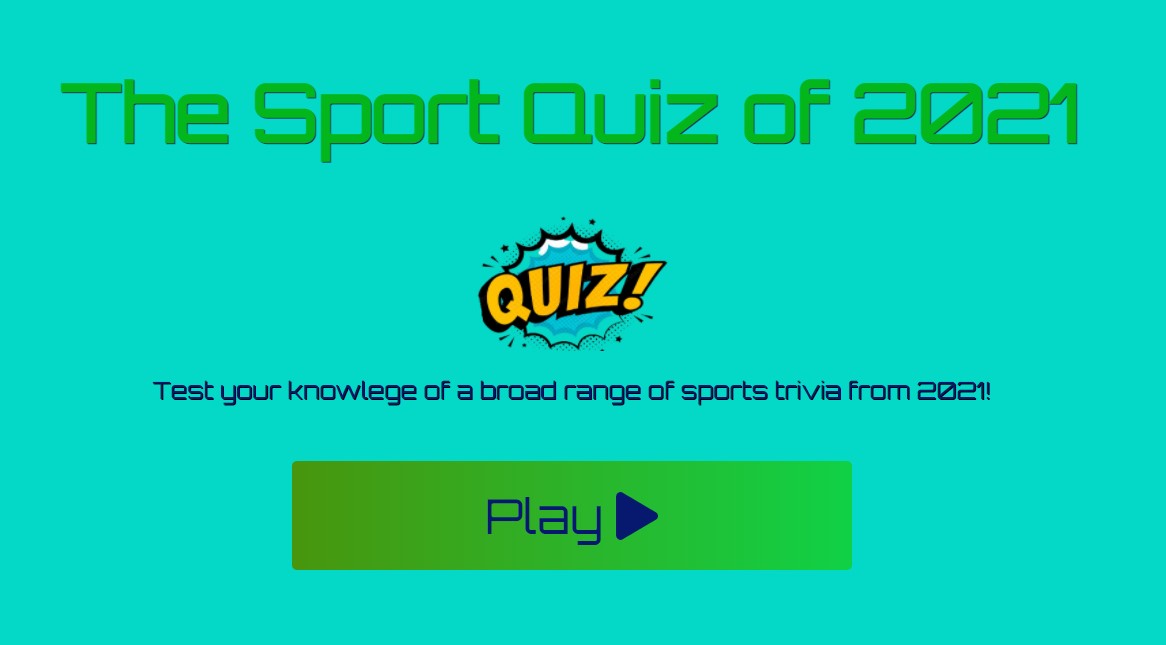 The Sport Quiz of 2021
QUIZ!
Test your knowlege of a broad range of sports trivia from 2021!
Play